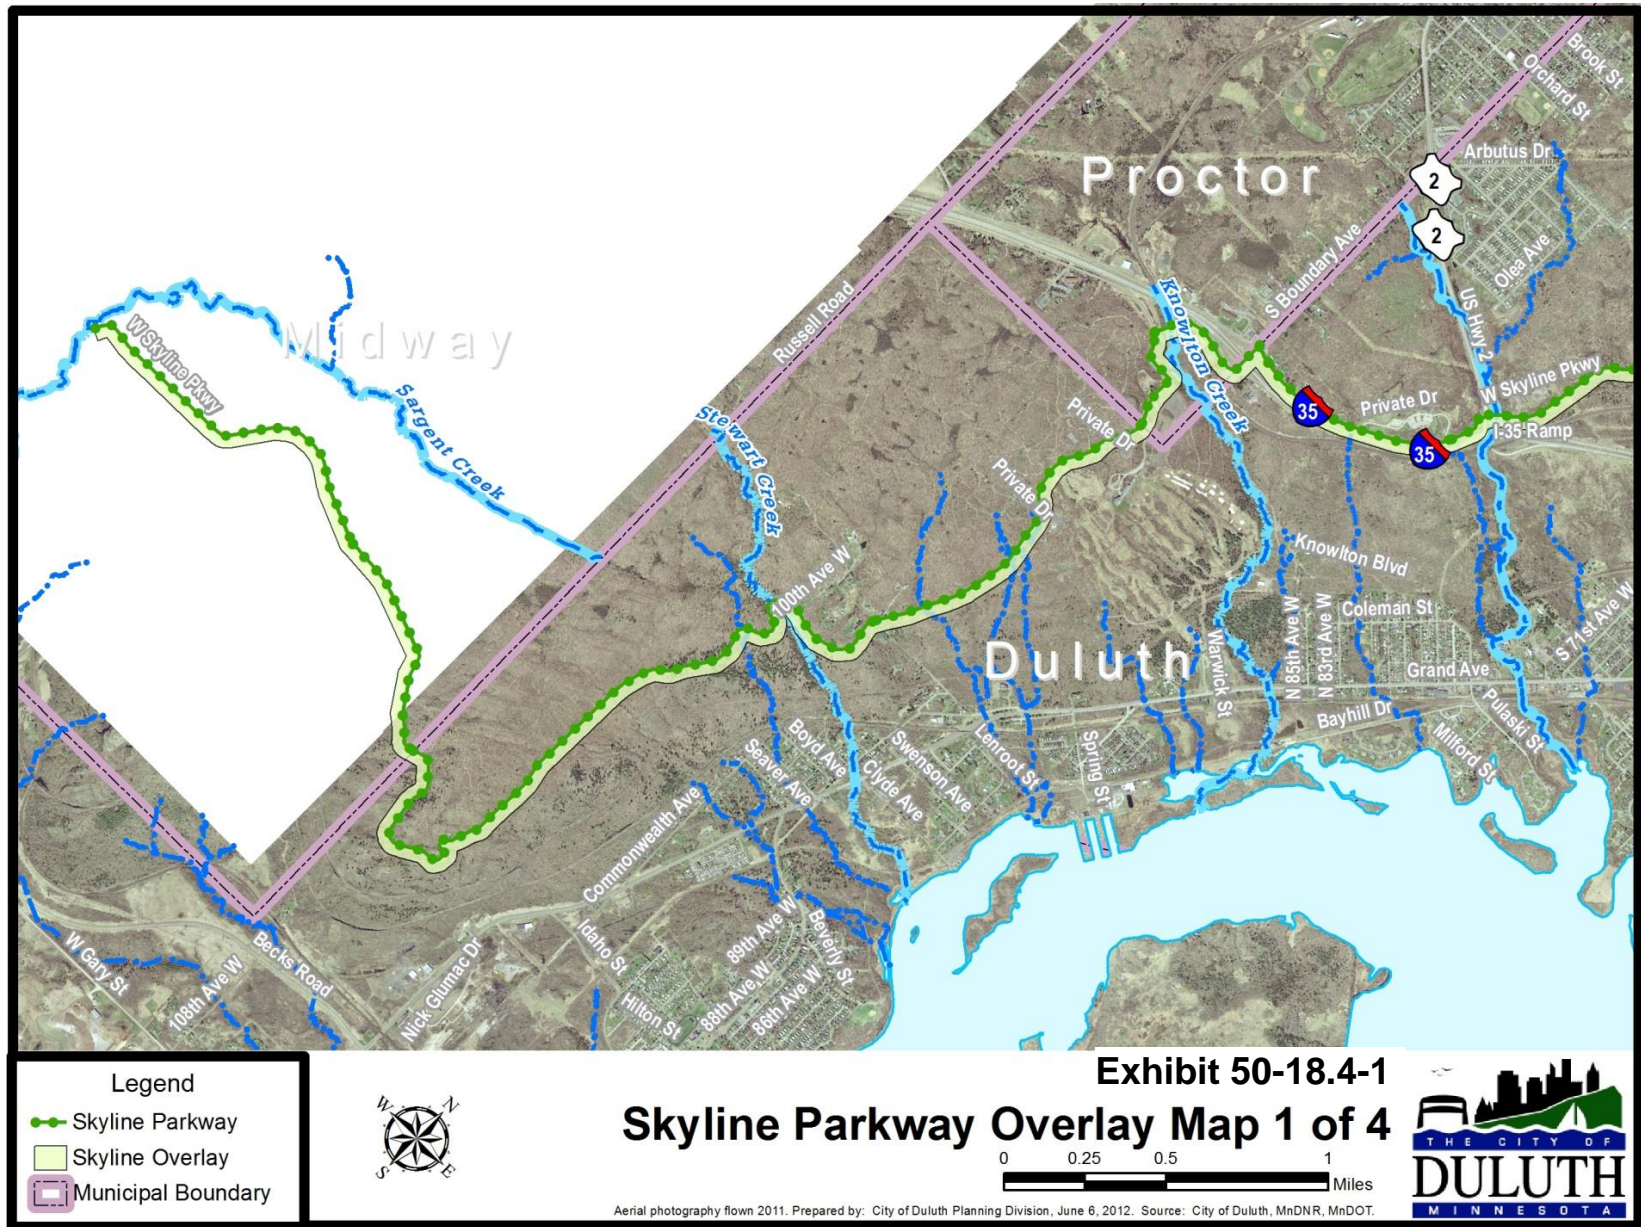 Brook St
Orchard St
Arbutus Dr
Proctor
2
2
Olea Ave
S Boundary Ave
Knowlton Creek
Russell Road
US Hwy 2
Midway
W Skyline Pkwy
W Skyline Pkwy
Sargent Creek
Stewart Creek
Private Dr
35
Private Dr
I-35 Ramp
35
Private Dr
100th Ave W
Knowlton Blvd
Coleman St
S 71st Ave W
Duluth
Warwick St
N 85th Ave W
N 83rd Ave W
Grand Ave
Bayhill Dr
Pulaski St
Milford St
Boyd Ave
Seaver Ave
Clyde Ave
Swenson Ave
Lenroot St
Spring St
Commonwealth Ave
W Gary St
108th Ave W
Becks Road
Nick Glumac Dr
Idaho St
Hilton St
89th Ave W
88th Ave W
86th Ave W
Beverly St
Legend
Skyline Parkway
Skyline Overlay
Municipal Boundary
W
N
S
E
Exhibit 50-18.4-1
Skyline Parkway Overlay Map 1 of 4
0 0.25 0.5 1
Miles
Aerial photography flown 2011. Prepared by: City of Duluth Planning Division, June 6, 2012. Source: City of Duluth, MnDNR, MnDOT.
THE CITY OF
DULUTH
MINNESOTA